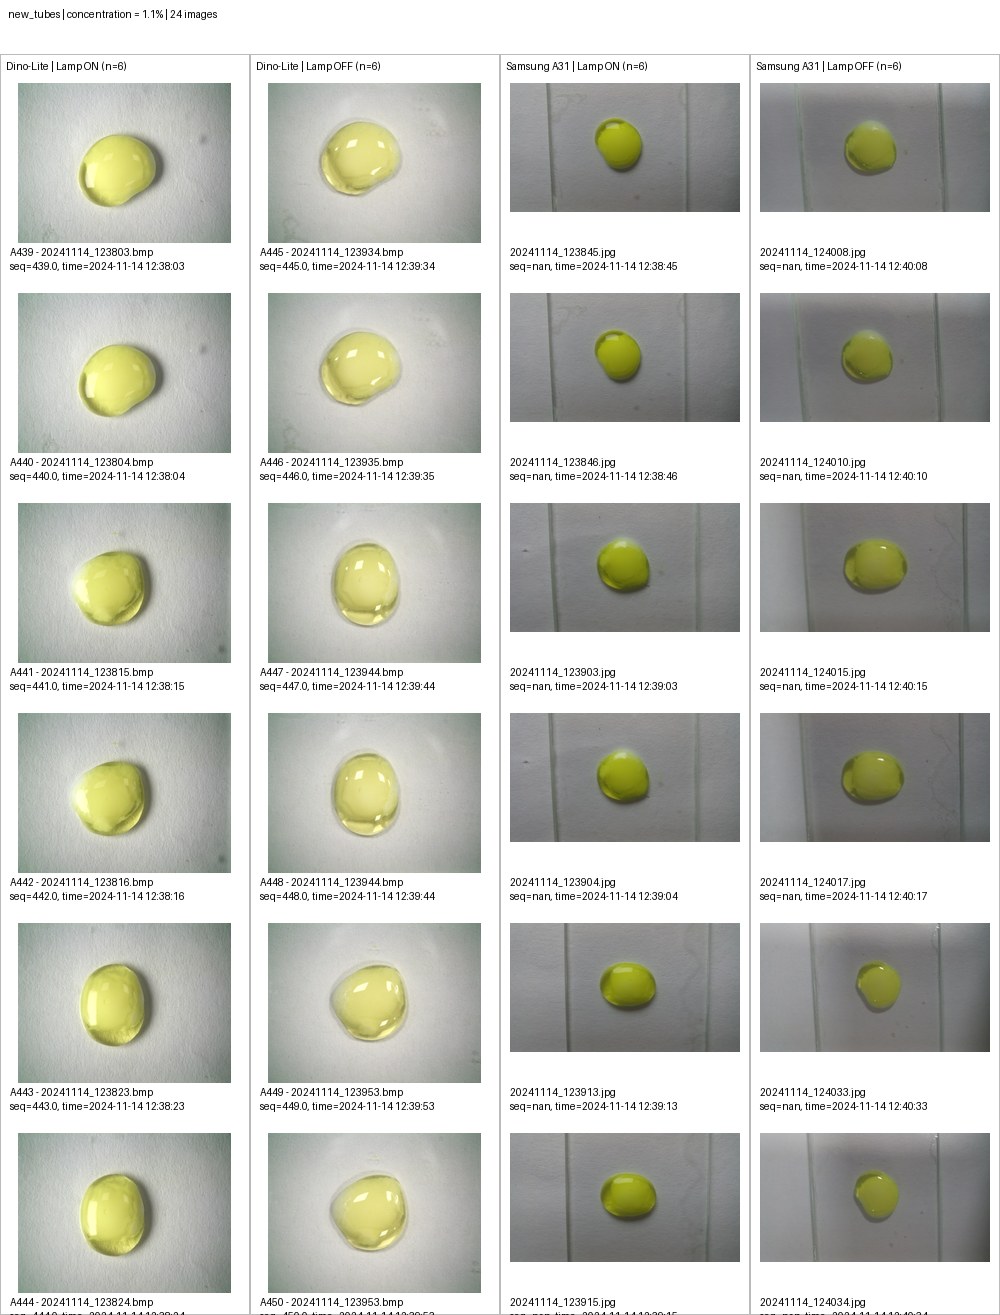 new_tubes | concentration = 1.1% | 24 images
Dino-Lite | Lamp ON (n=6)
Dino-Lite | Lamp OFF (n=6)
Samsung A31 | Lamp ON (n=6)
Samsung A31 | Lamp OFF (n=6)
A439 - 20241114_123803.bmp
seq=439.0, time=2024-11-14 12:38:03
A445 - 20241114_123934.bmp
seq=445.0, time=2024-11-14 12:39:34
20241114_123845.jpg
seq=nan, time=2024-11-14 12:38:45
20241114_124008.jpg
seq=nan, time=2024-11-14 12:40:08
A440 - 20241114_123804.bmp
seq=440.0, time=2024-11-14 12:38:04
A446 - 20241114_123935.bmp
seq=446.0, time=2024-11-14 12:39:35
20241114_123846.jpg
seq=nan, time=2024-11-14 12:38:46
20241114_124010.jpg
seq=nan, time=2024-11-14 12:40:10
A441 - 20241114_123815.bmp
seq=441.0, time=2024-11-14 12:38:15
A447 - 20241114_123944.bmp
seq=447.0, time=2024-11-14 12:39:44
20241114_123903.jpg
seq=nan, time=2024-11-14 12:39:03
20241114_124015.jpg
seq=nan, time=2024-11-14 12:40:15
A442 - 20241114_123816.bmp
seq=442.0, time=2024-11-14 12:38:16
A448 - 20241114_123944.bmp
seq=448.0, time=2024-11-14 12:39:44
20241114_123904.jpg
seq=nan, time=2024-11-14 12:39:04
20241114_124017.jpg
seq=nan, time=2024-11-14 12:40:17
A443 - 20241114_123823.bmp
seq=443.0, time=2024-11-14 12:38:23
A449 - 20241114_123953.bmp
seq=449.0, time=2024-11-14 12:39:53
20241114_123913.jpg
seq=nan, time=2024-11-14 12:39:13
20241114_124033.jpg
seq=nan, time=2024-11-14 12:40:33
A444 - 20241114_123824.bmp
A450 - 20241114_123953.bmp
20241114_123915.jpg
20241114_124034.jpg